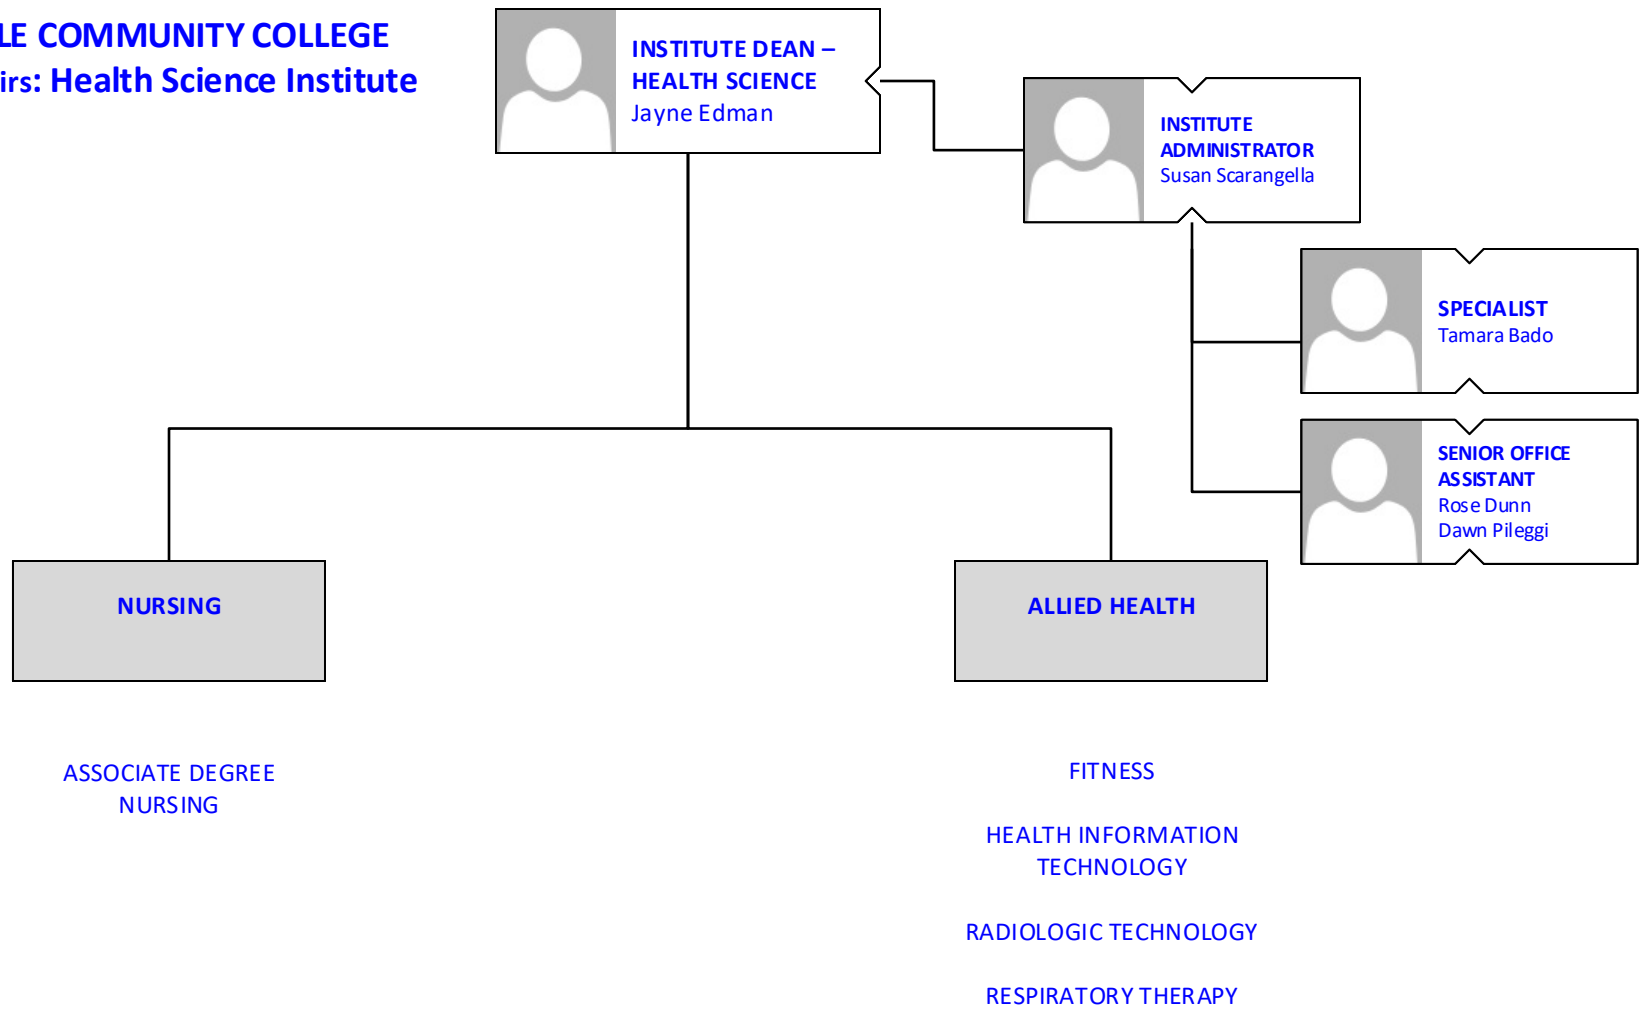 COMMUNITY COLLEGE
: Health Science Institute
INSTITUTE DEAN –
HEALTH SCIENCE
Jayne Edman
INSTITUTE
ADMINISTRATOR
Susan Scarangella
SPECIALIST
Tamara Bado
SENIOR OFFICE
ASSISTANT
Rose Dunn
Dawn Pileggi
NURSING
ALLIED HEALTH
ASSOCIATE DEGREE
NURSING
FITNESS
HEALTH INFORMATION
TECHNOLOGY
RADIOLOGIC TECHNOLOGY
RESPIRATORY THERAPY